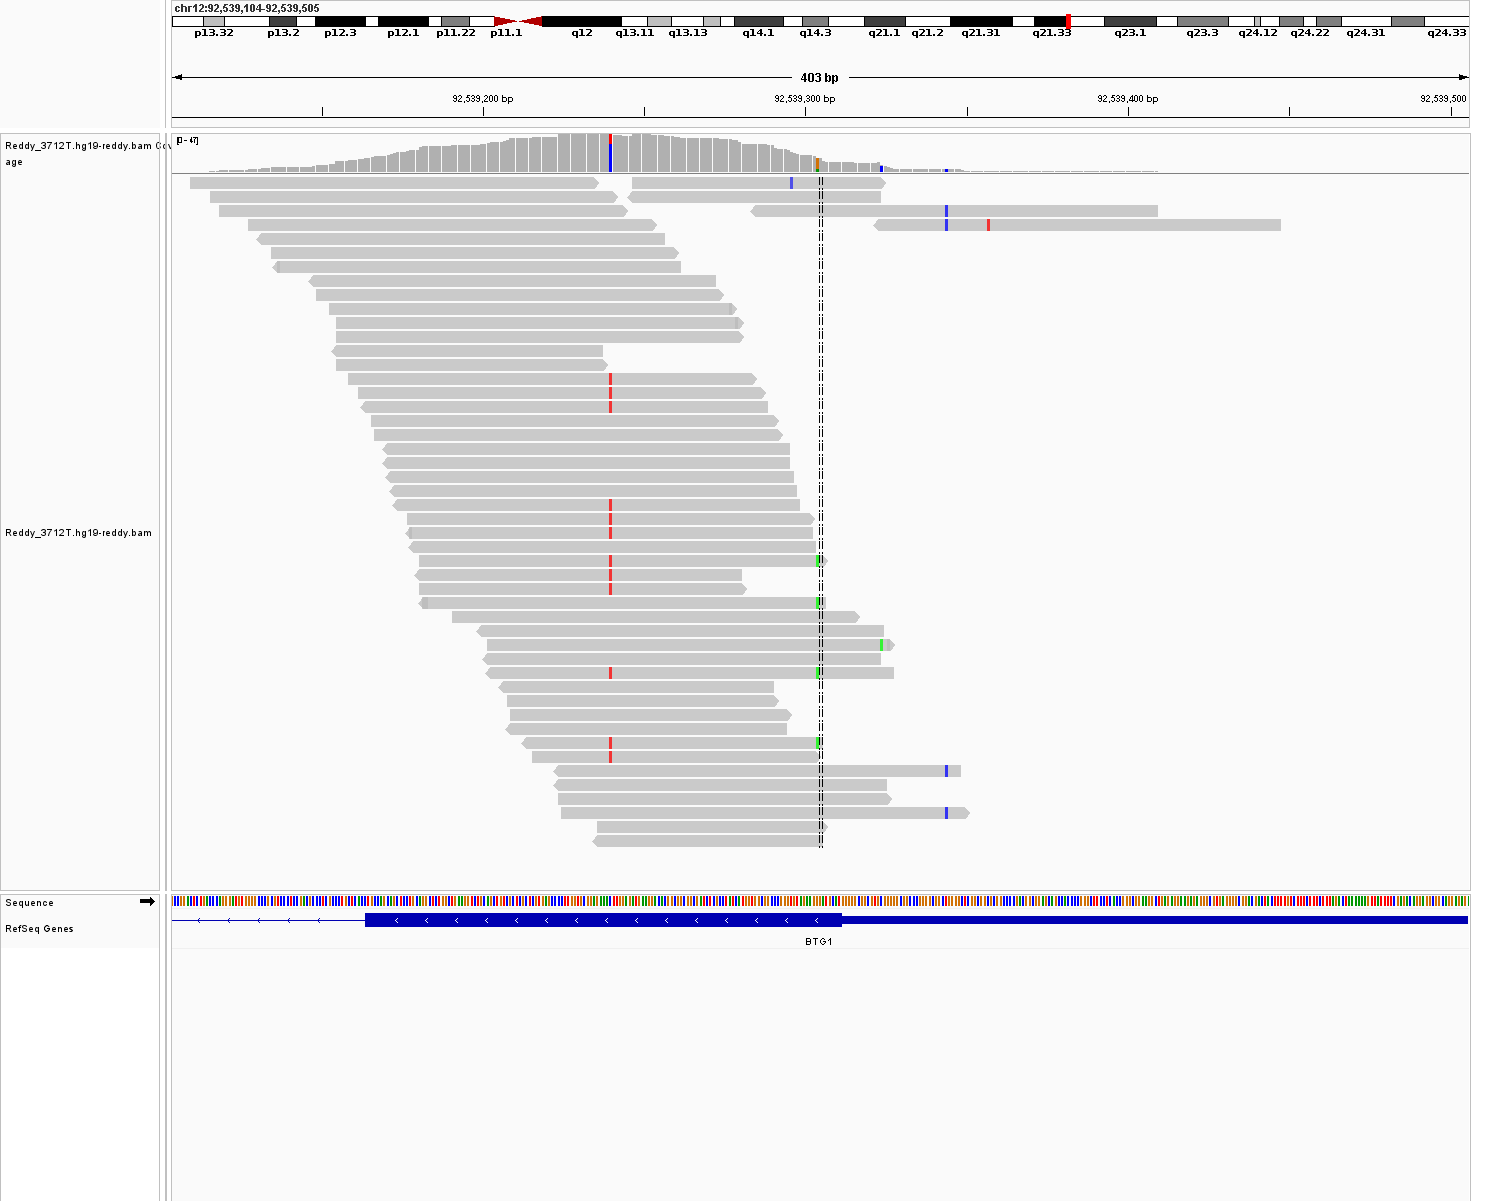 chr12:92,539,104-92,539,505
p13.32 p13.2 p12.3 p12.1 p11.22 p11.1 q12 q13.11 q13.13 q14.1 q14.3 q21.1 q21.2 q21.31 q21.33 q23.1 q23.3 q24.12 q24.22 q24.31 q24.33
403 bp
92,539,200 bp 92,539,300 bp 92,539,400 bp 92,539,500
Reddy_3712T.hg19-reddy.bam Cov
age
[0 - 47]
Reddy_3712T.hg19-reddy.bam
Sequence
RefSeq Genes
BTG1